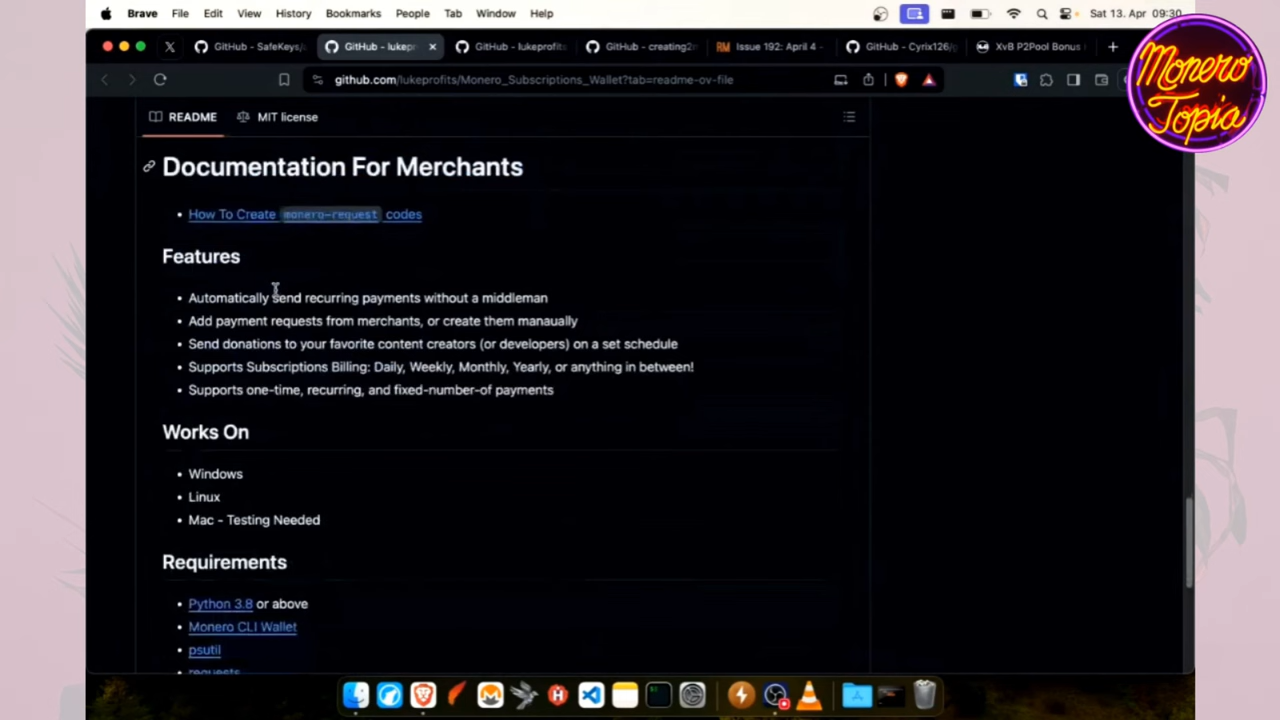 Brave File Edit View History Bookmarks People Tab Window Help Sat 13. Apr 09:30
GitHub - SafeKeys/ GitHub - lukepr GitHub - lukeprofits GitHub - creating2 RM Issue 192: April 4 - GitHub - Cyrix126/ XvB P2Pool Bonus
github.com/lukeprofits/Monero_Subscriptions_Wallet?tab=readme-ov-file
Monero
Topia
README MIT license
Documentation For Merchants
• How To Create monero-request codes
Features
• Automatically send recurring payments without a middleman
• Add payment requests from merchants, or create them manaually
• Send donations to your favorite content creators (or developers) on a set schedule
• Supports Subscriptions Billing: Daily, Weekly, Monthly, Yearly, or anything in between!
• Supports one-time, recurring, and fixed-number-of payments
Works On
• Windows
• Linux
• Mac - Testing Needed
Requirements
• Python 3.8 or above
• Monero CLI Wallet
• psutil
• requests